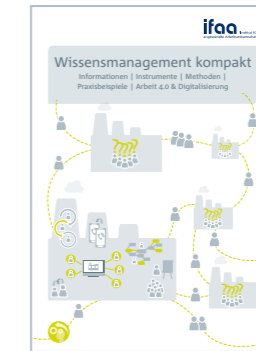 ifaa
Wissensmanagement kompakt
Informationen | Instrumente | Methoden |
Praxisbeispiele | Arbeit 4.0 & Digitalisierung